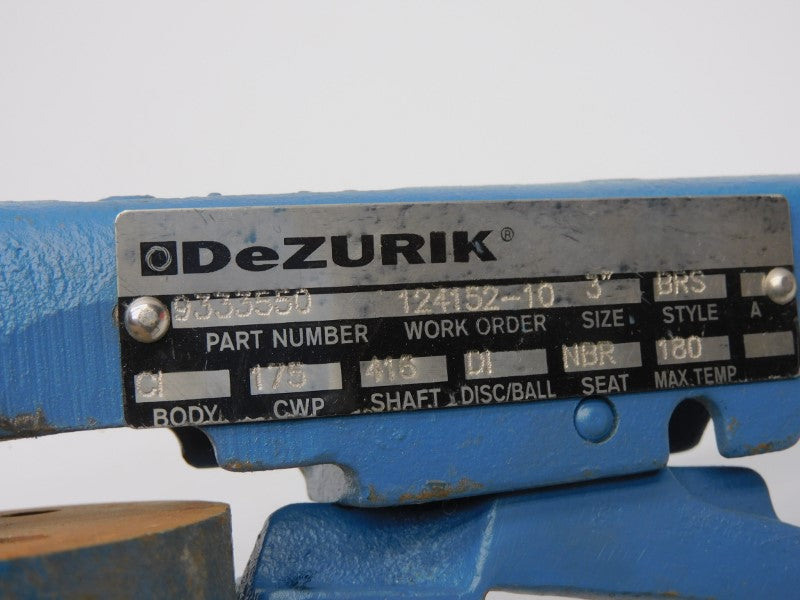 DeZURIK®
9333550 124152-10 3" BRS
PART NUMBER WORK ORDER SIZE STYLE A
CI 175 416 DI NBR 180
BODY CWP SHAFT DISC/BALL SEAT MAX. TEMP